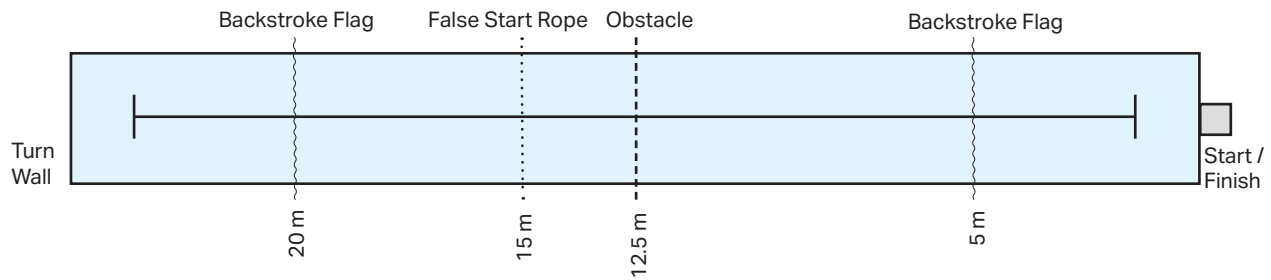 Backstroke Flag
False Start Rope
Obstacle
Backstroke Flag
Turn
Wall
Start /
Finish
20 m
15 m
12.5 m
5 m